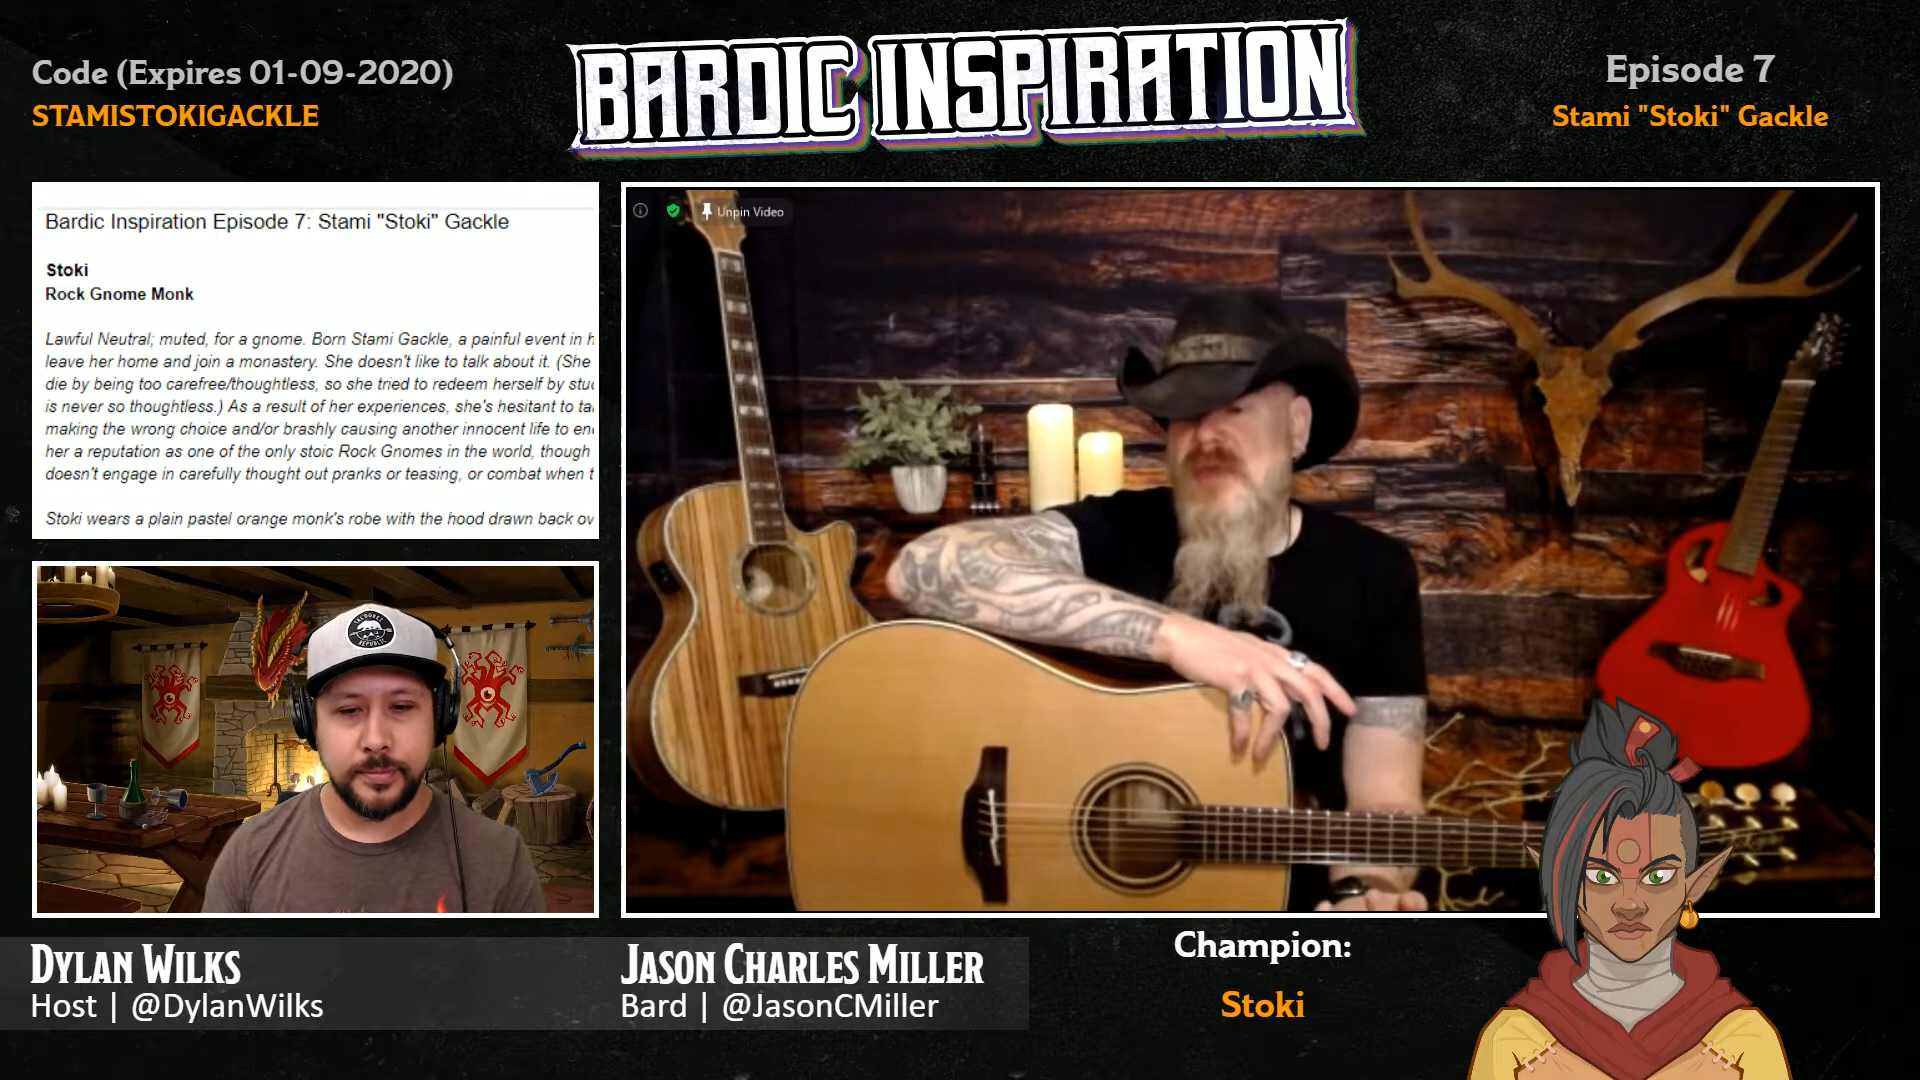 Code (Expires 01-09-2020)
STAMISTOKIGACKLE
BARDIC INSPIRATION
Episode 7
Stami "Stoki" Gackle
Bardic Inspiration Episode 7: Stami "Stoki" Gackle
Stoki
Rock Gnome Monk
Lawful Neutral; muted, for a gnome. Born Stami Gackle, a painful event in h
leave her home and join a monastery. She doesn't like to talk about it. (She
die by being too carefree/thoughtless, so she tried to redeem herself by stu
is never so thoughtless.) As a result of her experiences, she's hesitant to ta
making the wrong choice and/or brashly causing another innocent life to en
her a reputation as one of the only stoic Rock Gnomes in the world, though
doesn't engage in carefully thought out pranks or teasing, or combat when t
Stoki wears a plain pastel orange monk's robe with the hood drawn back ov
Unpin Video
REPUBLIC
DYLAN WILKS
Host | @DylanWilks
JASON CHARLES MILLER
Bard | @JasonCMiller
Champion:
Stoki